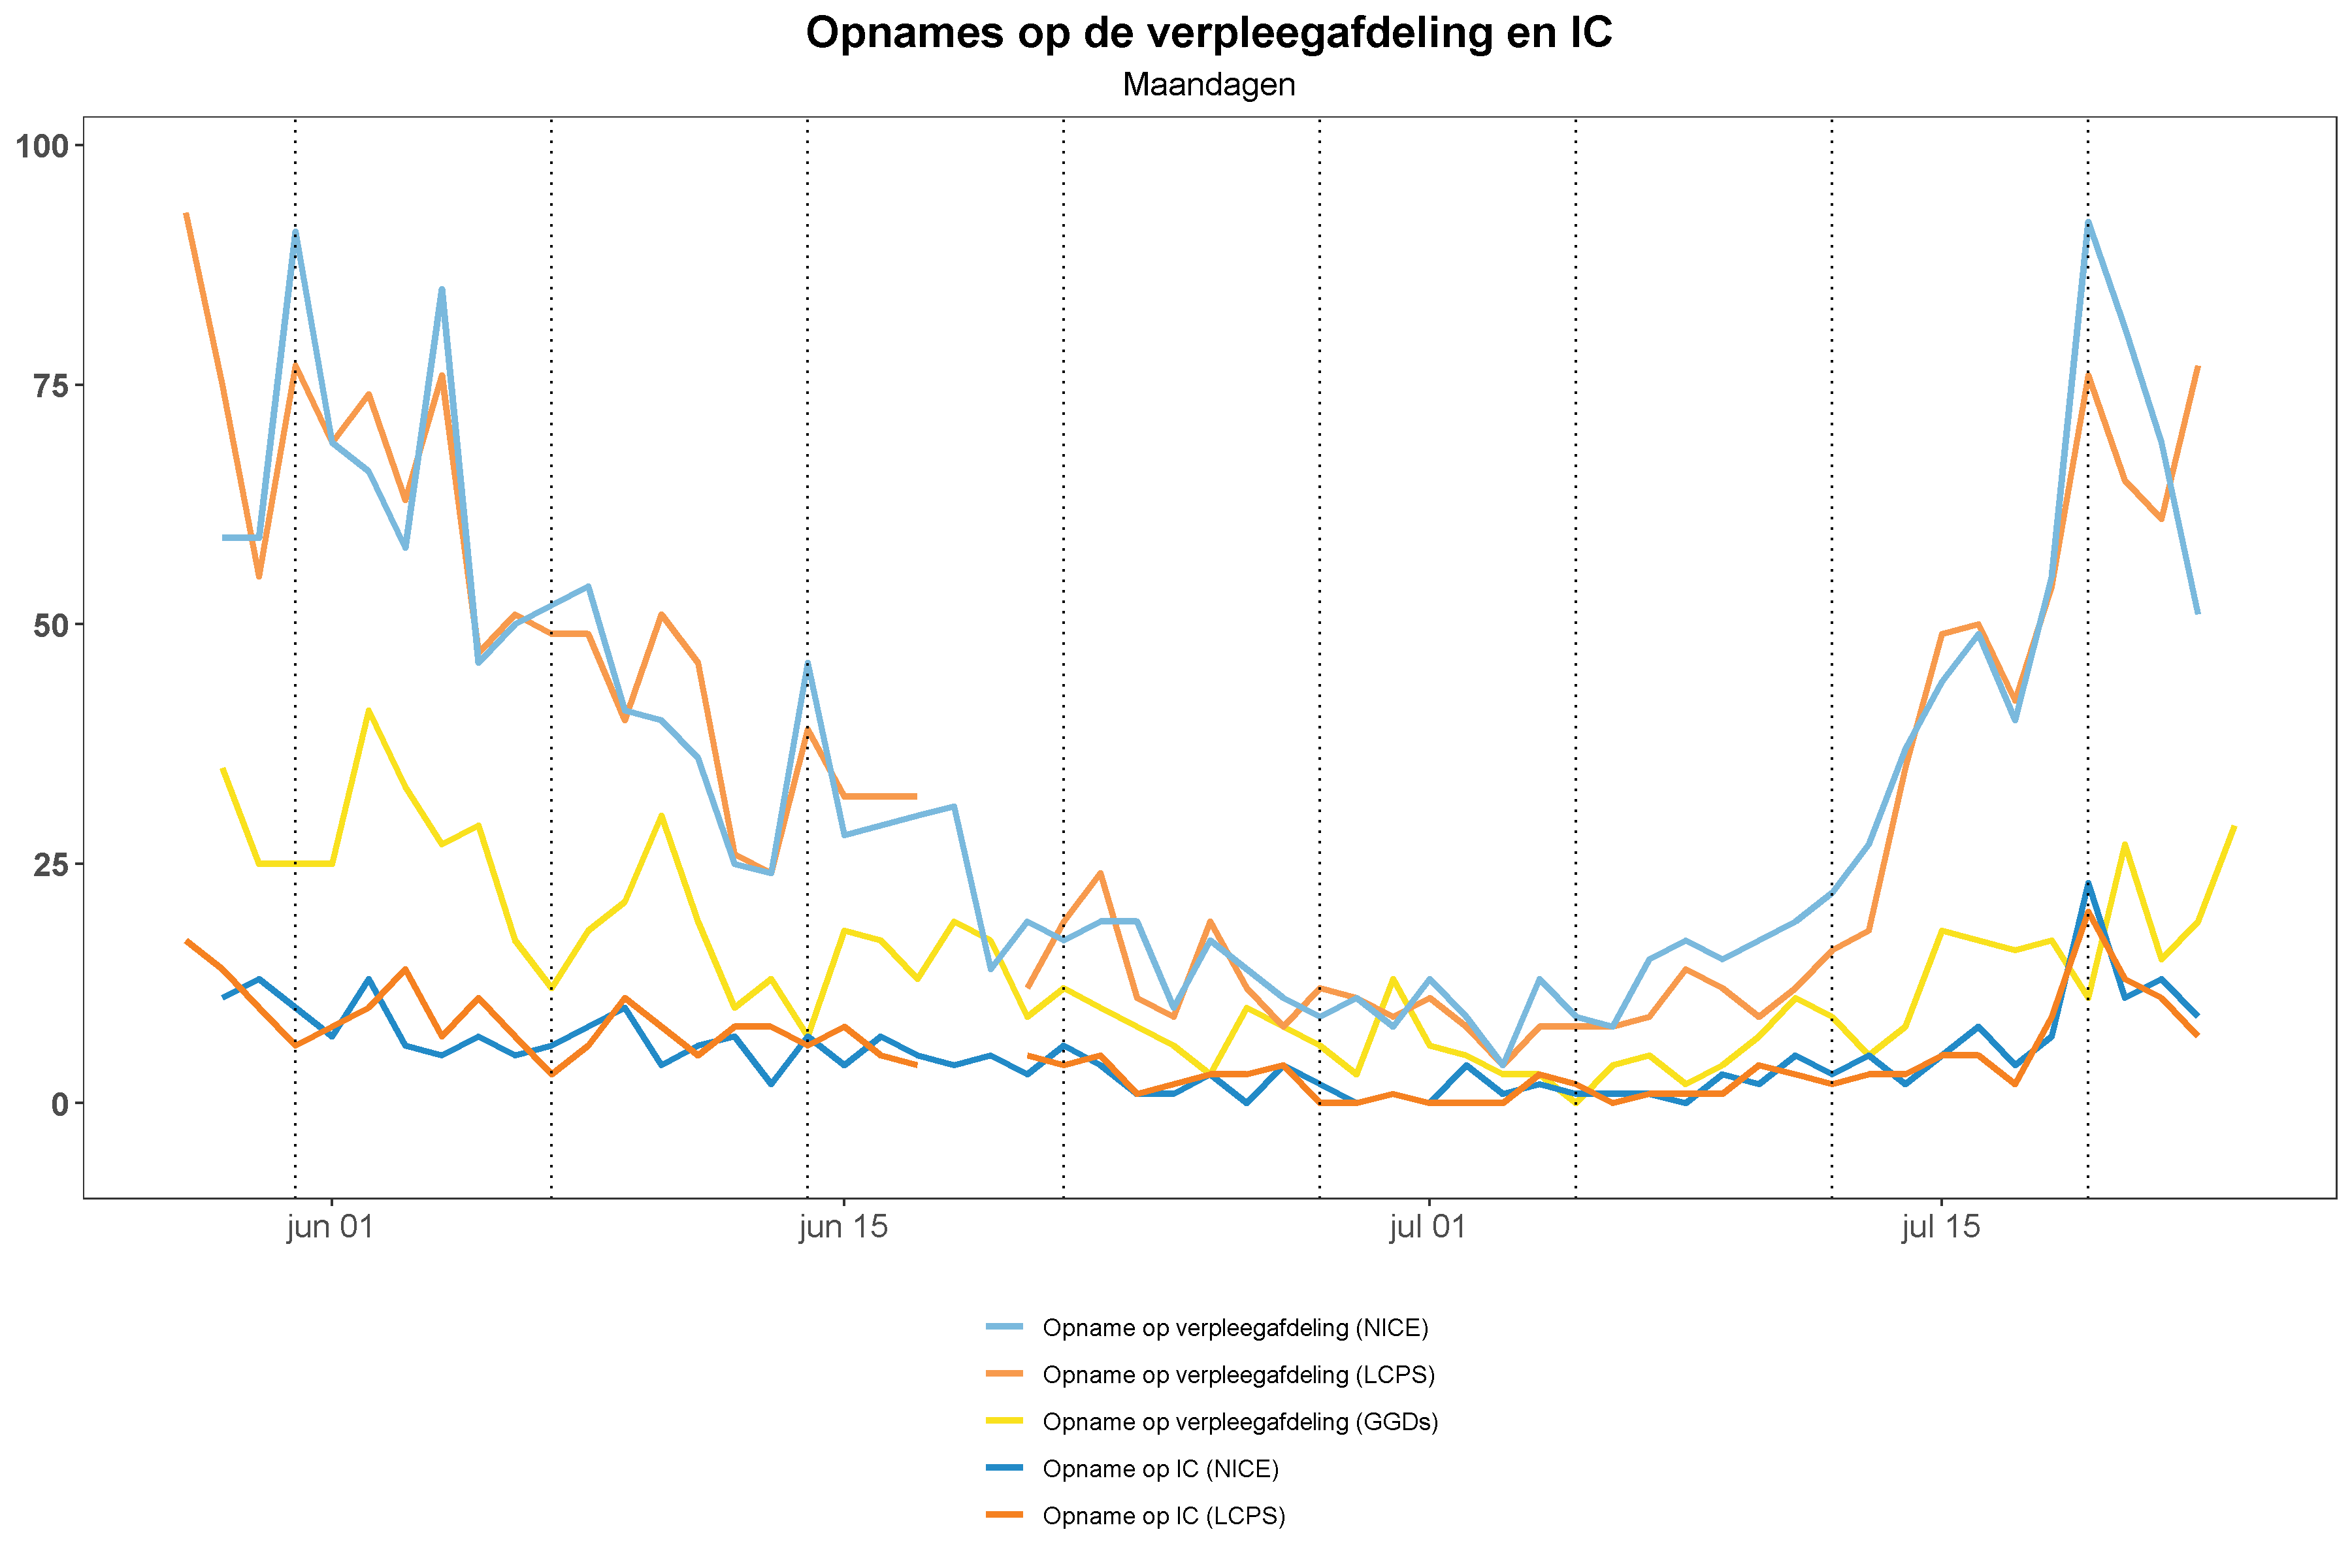 Opnames op de verpleegafdeling en IC
Maandagen
100
75
50
25
0
jun 01
jun 15
jul 01
jul 15
Opname op verpleegafdeling (NICE)
Opname op verpleegafdeling (LCPS)
Opname op verpleegafdeling (GGDs)
Opname op IC (NICE)
Opname op IC (LCPS)